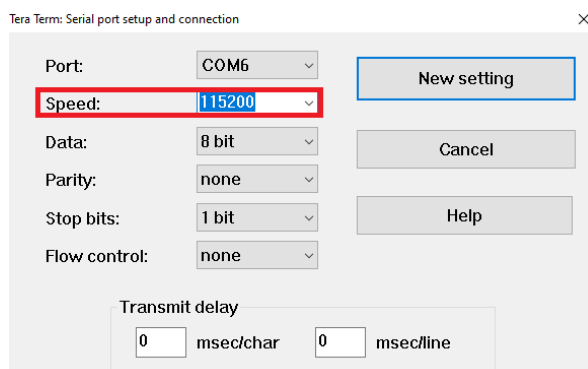 Tera Term: Serial port setup and connection
Port: COM6
New setting
Speed: 115200
Data: 8 bit
Cancel
Parity: none
Stop bits: 1 bit
Help
Flow control: none
Transmit delay
0 msec/char 0 msec/line